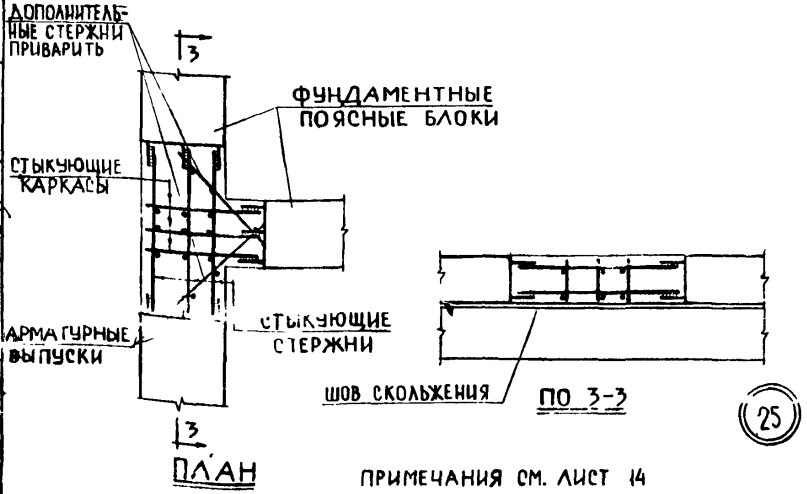 ДОПОЛНИТЕЛЬ-
НЫЕ СТЕРЖНИ
ПРИВАРИТЬ
3
ФУНДАМЕНТНЫЕ
ПОЯСНЫЕ БЛОКИ
СТЫКУЮЩИЕ
КАРКАСЫ
АРМАТУРНЫЕ
ВЫПУСКИ
СТЫКУЮЩИЕ
СТЕРЖНИ
ШОВ СКОЛЬЖЕНИЯ
ПО 3-3
25
3
ПЛАН
ПРИМЕЧАНИЯ СМ. ЛИСТ 14